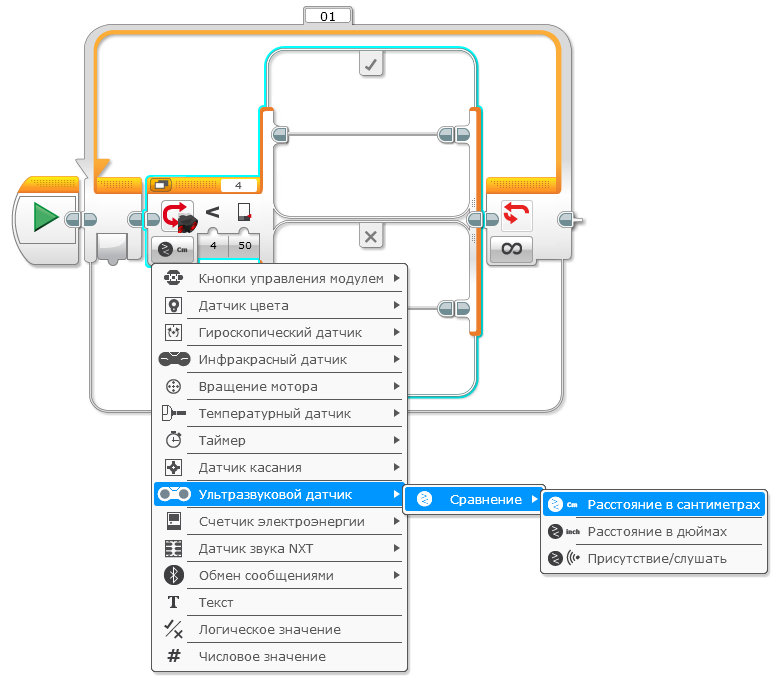 01
4
<
Cm
4 50
∞
Кнопки управления модулем
Датчик цвета
Гироскопический датчик
Инфракрасный датчик
Вращение мотора
Температурный датчик
Таймер
Датчик касания
Ультразвуковой датчик
Сравнение
Cm Расстояние в сантиметрах
Счетчик электроэнергии
inch Расстояние в дюймах
Датчик звука NXT
Присутствие/слушать
Обмен сообщениями
T Текст
Логическое значение
# Числовое значение